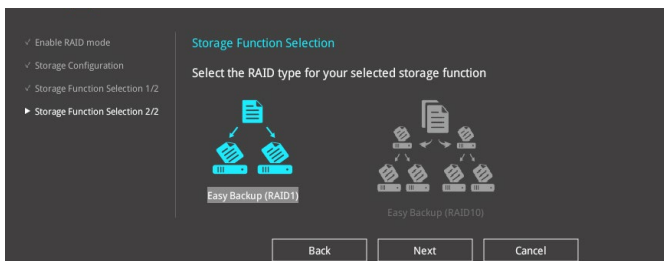 ✓ Enable RAID mode
✓ Storage Configuration
✓ Storage Function Selection 1/2
▶ Storage Function Selection 2/2
Storage Function Selection
Select the RAID type for your selected storage function
Easy Backup (RAID1)
Easy Backup (RAID10)
Back
Next
Cancel